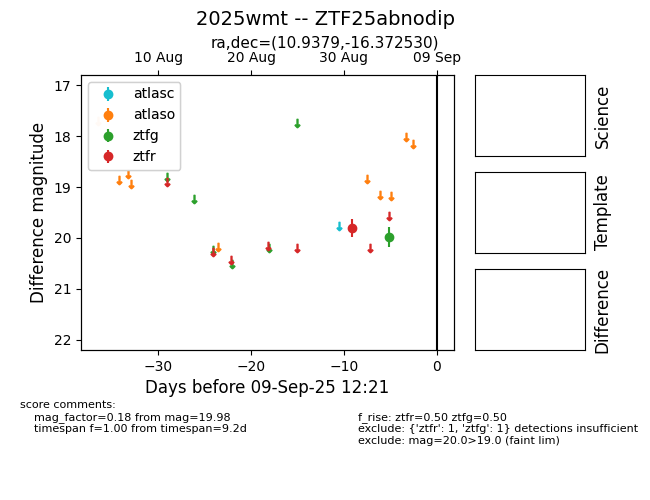 2025wmt -- ZTF25abnodip
ra,dec=(10.9379,-16.372530)
10 Aug
20 Aug
30 Aug
09 Sep
atlasc
atlaso
ztfg
ztfr
17
18
19
20
21
22
Difference magnitude
−30
−20
−10
0
Days before 09-Sep-25 12:21
Science
Template
Difference
score comments:
mag_factor=0.18 from mag=19.98
timespan f=1.00 from timespan=9.2d
f_rise: ztfr=0.50 ztfg=0.50
exclude: {'ztfr': 1, 'ztfg': 1} detections insufficient
exclude: mag=20.0>19.0 (faint lim)